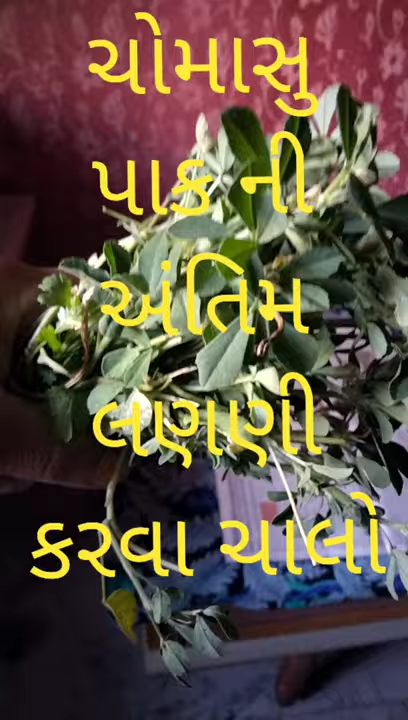 ચોમાસુ
પાક ની
અંતિમ
લણણી
કરવા ચાલો